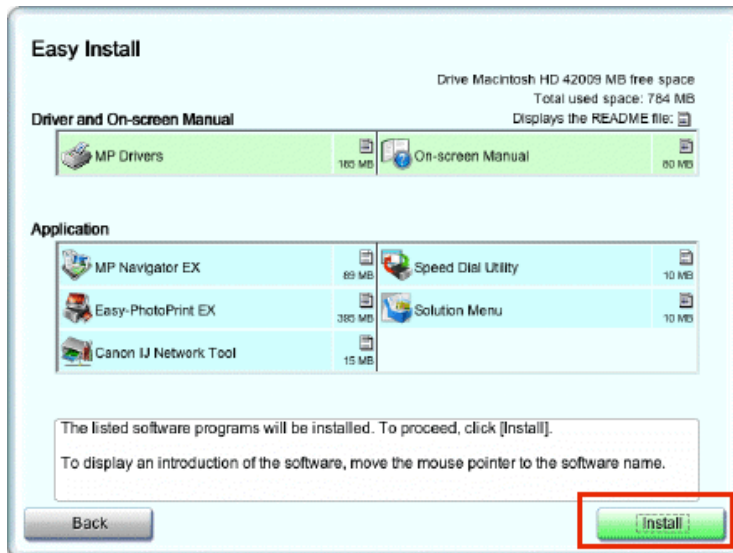 Easy Install
Drive Macintosh HD 42009 MB free space
Total used space: 784 MB
Driver and On-screen Manual
Displays the README file:
MP Drivers
165 MB
On-screen Manual
80 MB
Application
MP Navigator EX
89 MB
Speed Dial Utility
10 MB
Easy-PhotoPrint EX
385 MB
Solution Menu
10 MB
Canon IJ Network Tool
15 MB
The listed software programs will be installed. To proceed, click [Install].
To display an introduction of the software, move the mouse pointer to the software name.
Back
Install